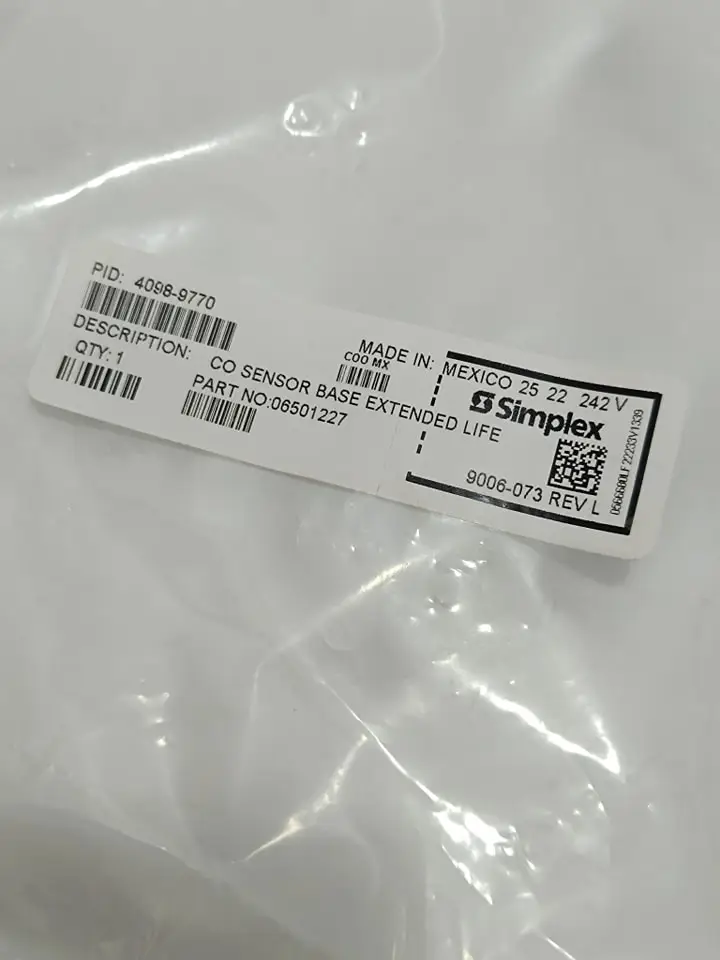 PID: 4098-9770
DESCRIPTION: CO SENSOR BASE EXTENDED LIFE
QTY: 1
PART NO:06501227
MADE IN: MEXICO 25 22 242 V
COO MX
Simplex
9006-073 REV L